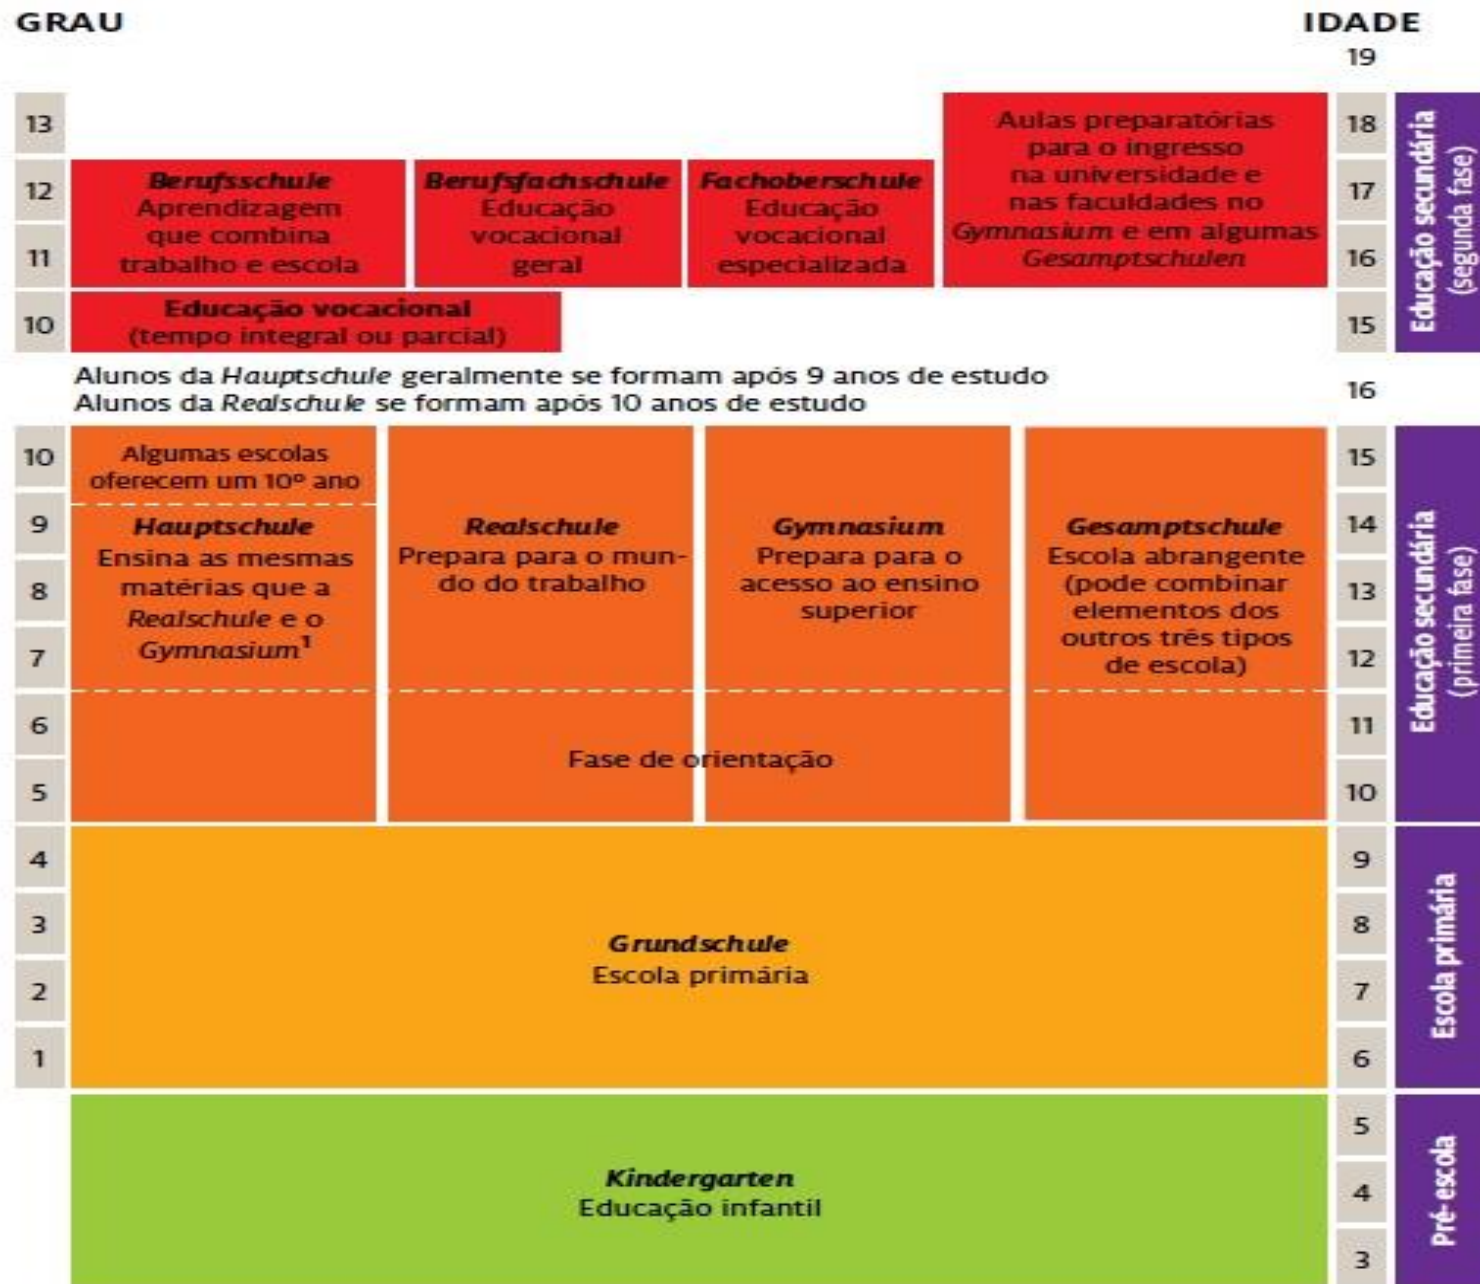 GRAU
IDADE
19
13
Aulas preparatórias
para o ingresso
na universidade e
nas faculdades no
Gymnasium e em algumas
Gesamptschulen
18
12
Berufsschule
Aprendizagem
que combina
trabalho e escola
Berufsfachschule
Educação
vocacional
geral
Fachoberschule
Educação
vocacional
especializada
17
11
16
10
Educação vocacional
(tempo integral ou parcial)
15
Educação secundária
(segunda fase)
Alunos da Hauptschule geralmente se formam após 9 anos de estudo
Alunos da Realschule se formam após 10 anos de estudo
16
10
Algumas escolas
oferecem um 10º ano
15
9
Hauptschule
Ensina as mesmas
matérias que a
Realschule e o
Gymnasium¹
Realschule
Prepara para o mun-
do do trabalho
Gymnasium
Prepara para o
acesso ao ensino
superior
Gesamptschule
Escola abrangente
(pode combinar
elementos dos
outros três tipos
de escola)
14
8
13
7
12
Educação secundária
(primeira fase)
6
11
Fase de orientação
5
10
4
9
3
8
Grundschule
Escola primária
2
7
1
6
Escola primária
5
Kindergarten
Educação infantil
4
3
Pré-escola